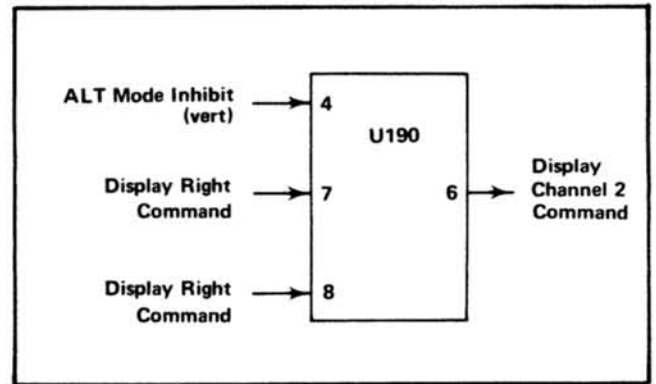 ALT Mode Inhibit
(vert)
4
U190
Display Right
Command
7
6
Display
Channel 2
Command
Display Right
Command
8